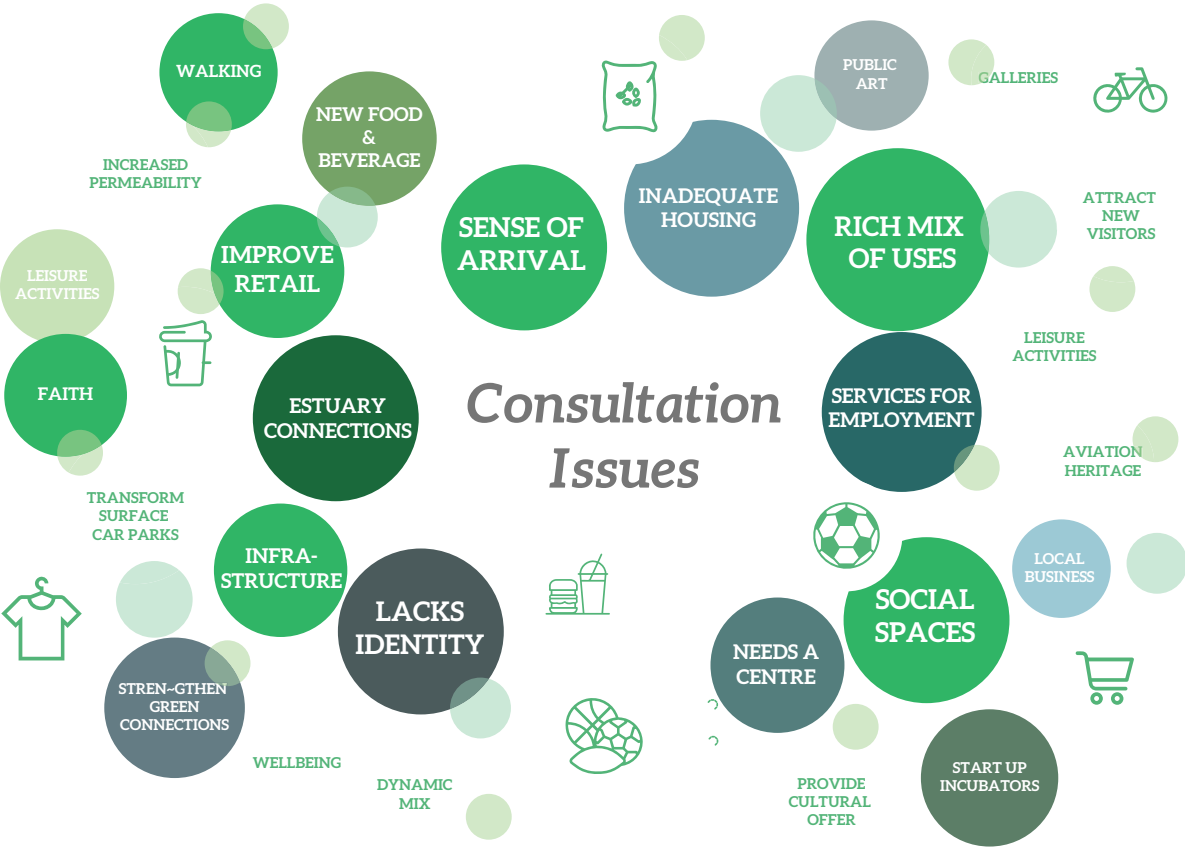 WALKING
NEW FOOD
&
BEVERAGE
INCREASED
PERMEABILITY
IMPROVE
RETAIL
LEISURE
ACTIVITIES
FAITH
ESTUARY
CONNECTIONS
SENSE OF
ARRIVAL
INADEQUATE
HOUSING
PUBLIC
ART
GALLERIES
RICH MIX
OF USES
ATTRACT
NEW
VISITORS
LEISURE
ACTIVITIES
SERVICES FOR
EMPLOYMENT
AVIATION
HERITAGE
Consultation
Issues
TRANSFORM
SURFACE
CAR PARKS
INFRA-
STRUCTURE
LACKS
IDENTITY
STREN~GTHEN
GREEN
CONNECTIONS
WELLBEING
DYNAMIC
MIX
LOCAL
BUSINESS
SOCIAL
SPACES
NEEDS A
CENTRE
START UP
INCUBATORS
PROVIDE
CULTURAL
OFFER